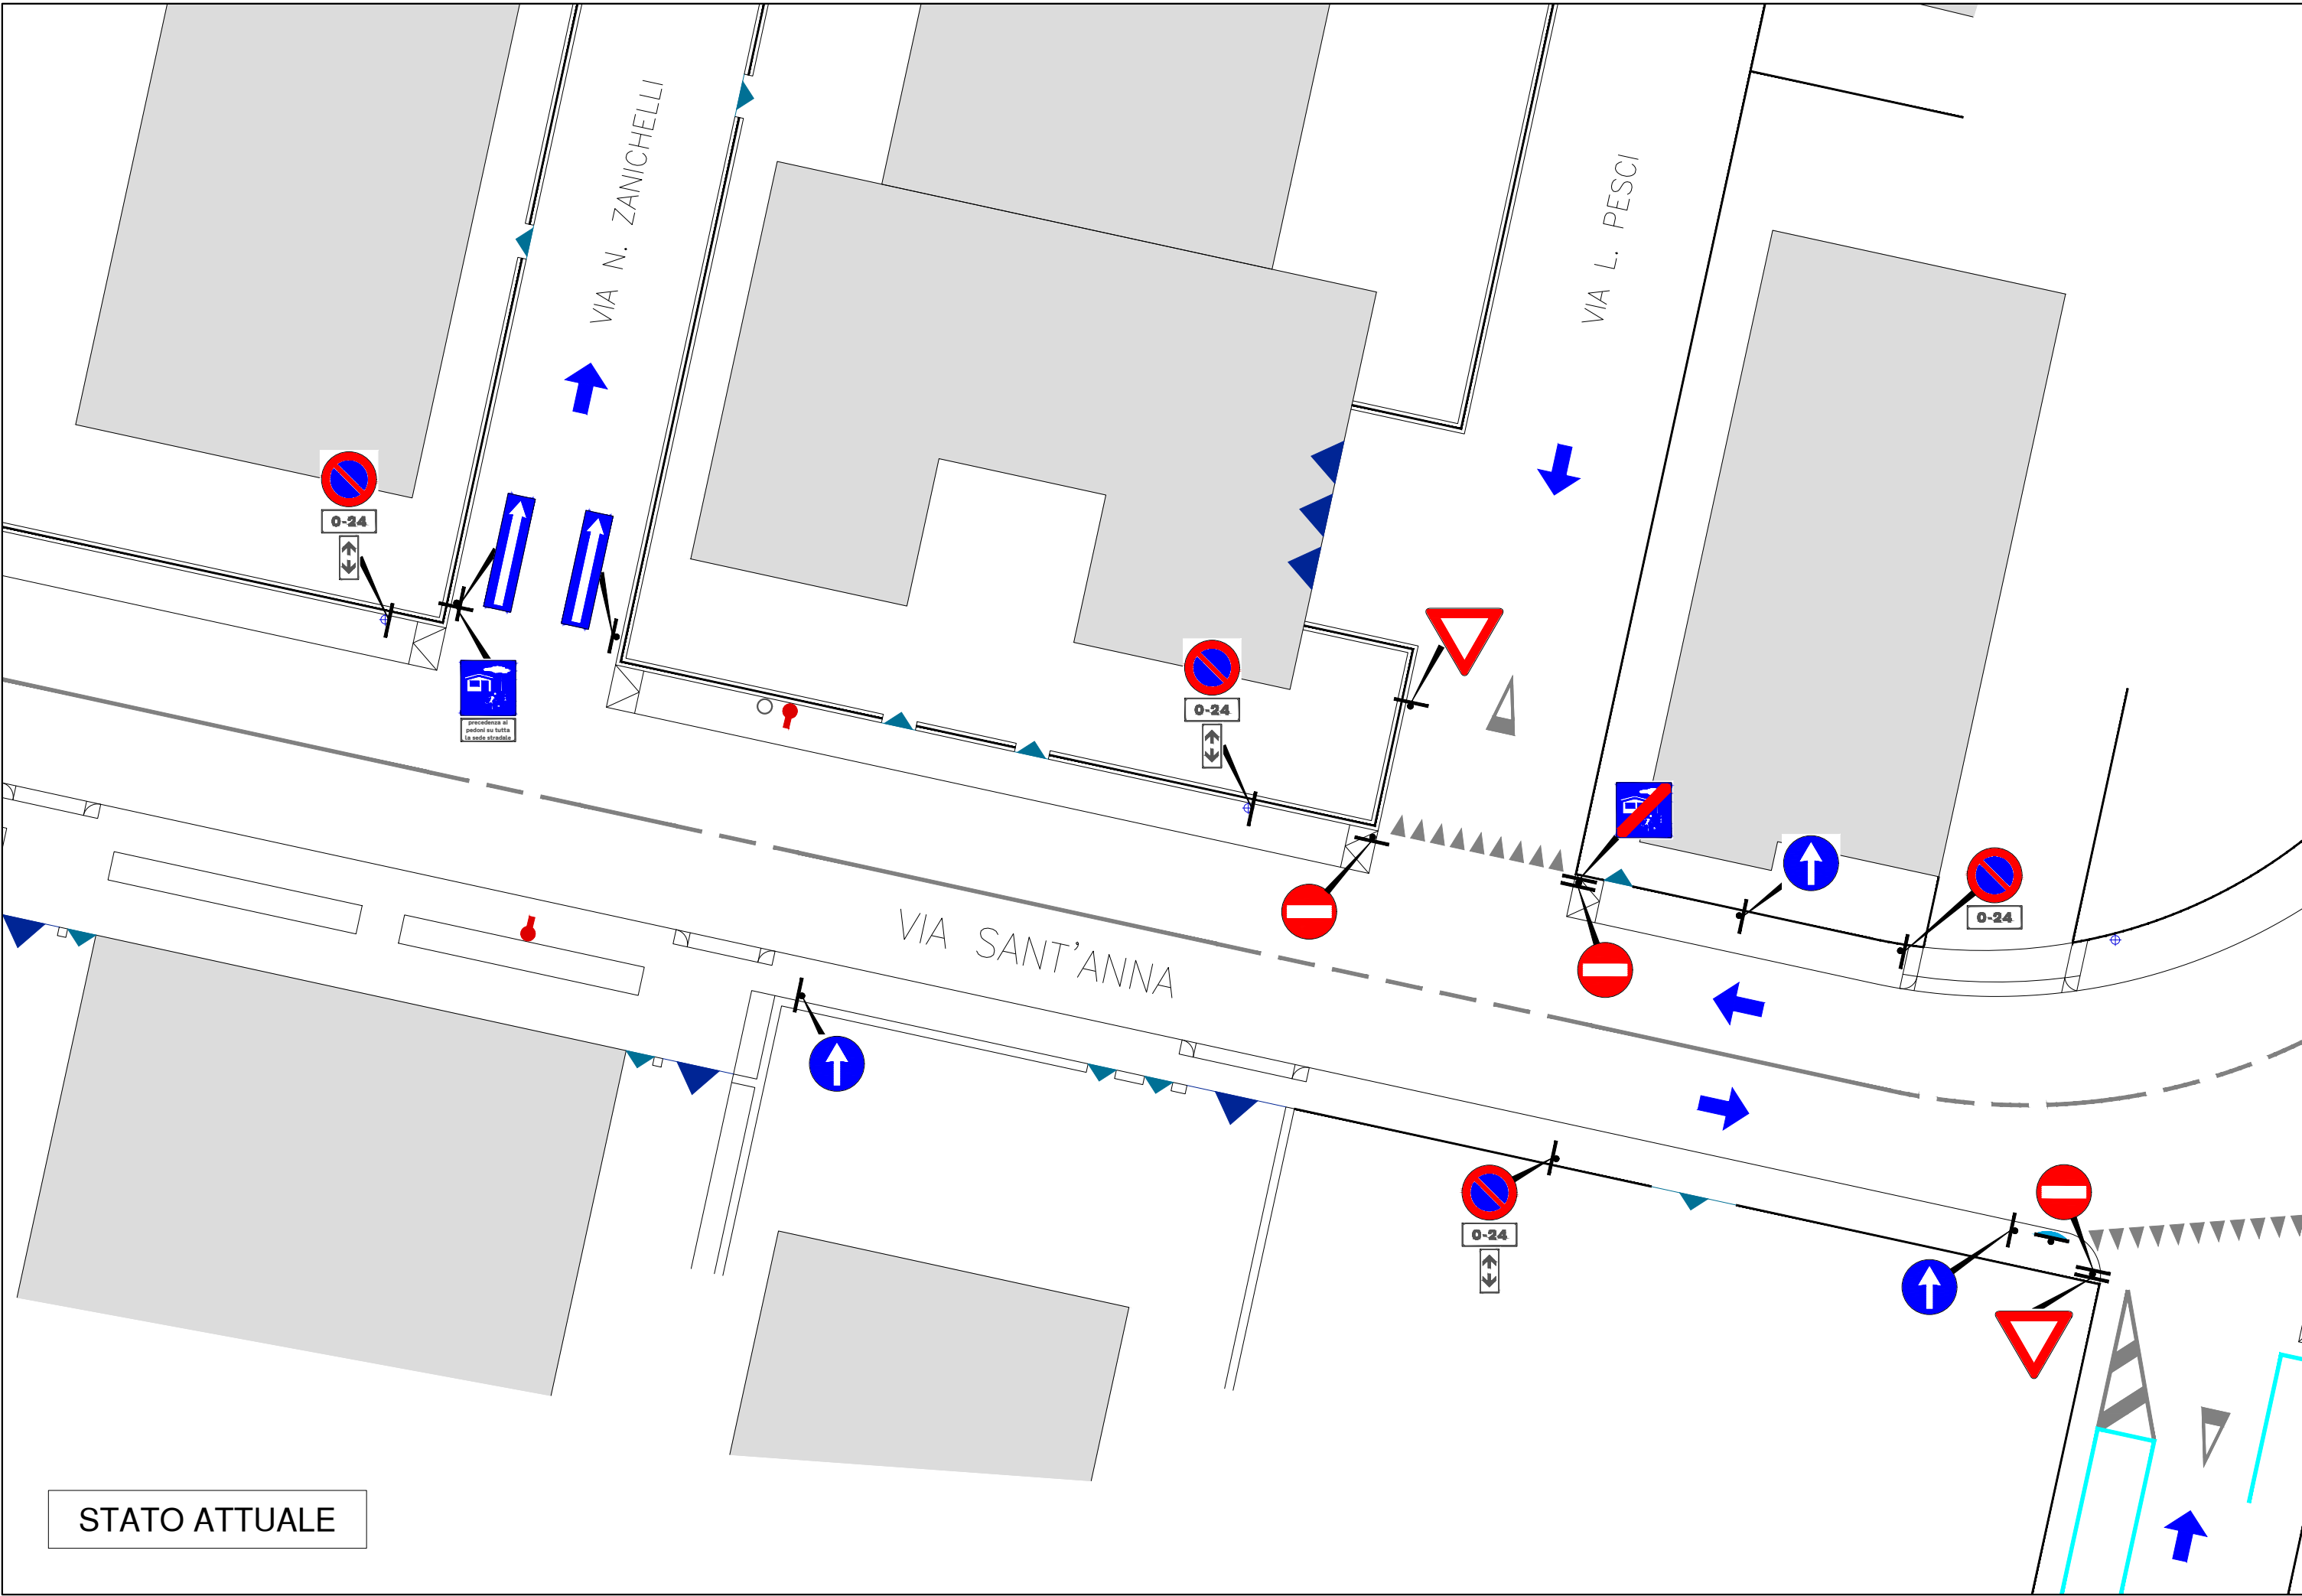 VIA N. ZANICHELLI
VIA L. PESCI
0-24
precedenza ai
pedoni su tutta
la sede stradale
0-24
0-24
VIA SANT'ANNA
0-24
STATO ATTUALE